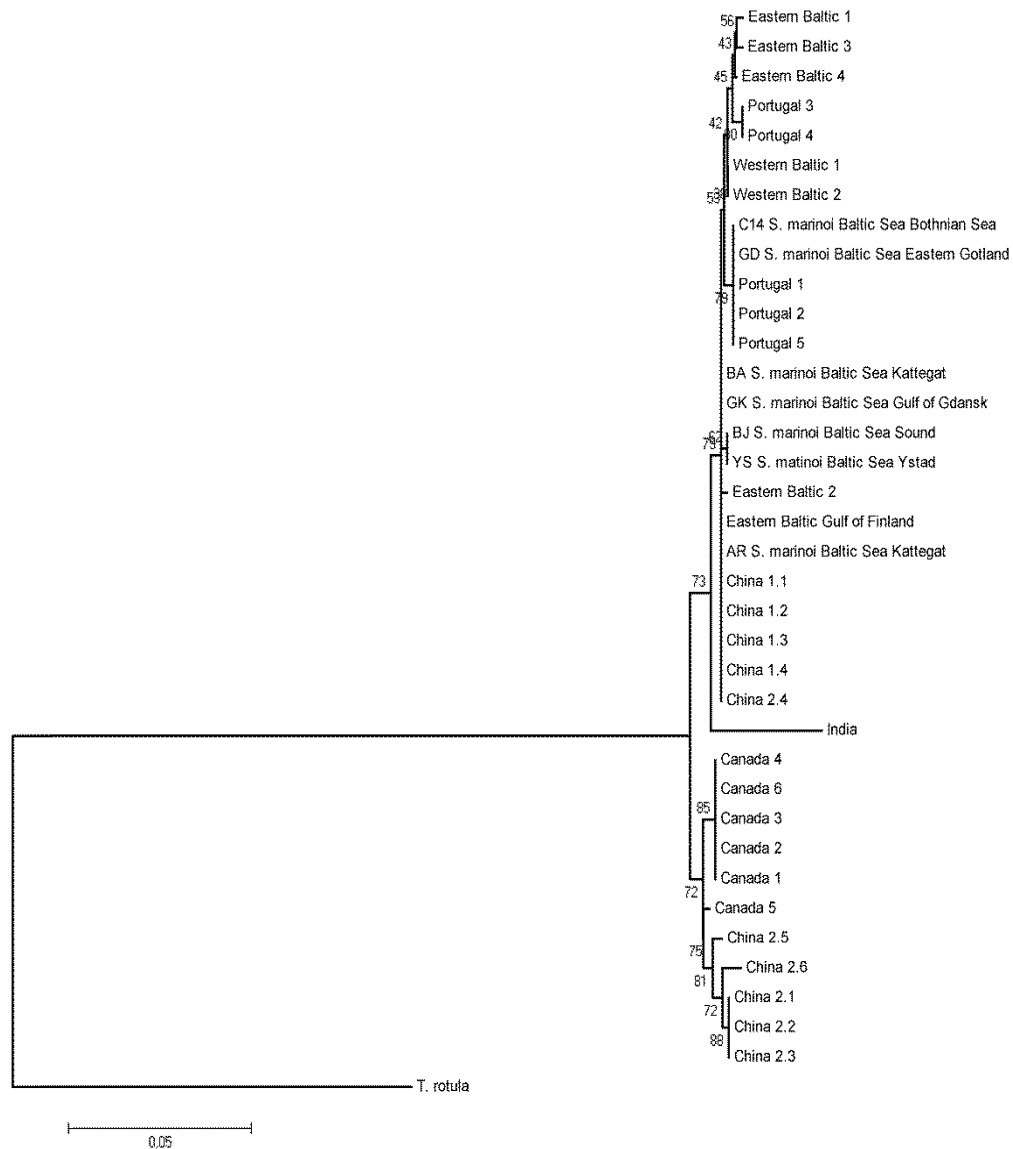 56
Eastern Baltic 1
43
Eastern Baltic 3
45
Eastern Baltic 4
Portugal 3
42
Portugal 4
Western Baltic 1
59
Western Baltic 2
C14 S. marinoi Baltic Sea Bothnian Sea
GD S. marinoi Baltic Sea Eastern Gotland
Portugal 1
79
Portugal 2
Portugal 5
BA S. marinoi Baltic Sea Kattegat
GK S. marinoi Baltic Sea Gulf of Gdansk
BJ S. marinoi Baltic Sea Sound
YS S. matinoi Baltic Sea Ystad
Eastern Baltic 2
Eastern Baltic Gulf of Finland
AR S. marinoi Baltic Sea Kattegat
73
China 1.1
China 1.2
China 1.3
China 1.4
China 2.4
India
Canada 4
Canada 6
85
Canada 3
Canada 2
Canada 1
72
Canada 5
China 2.5
75
China 2.6
81
China 2.1
72
China 2.2
88
China 2.3
T. rotula
0,05